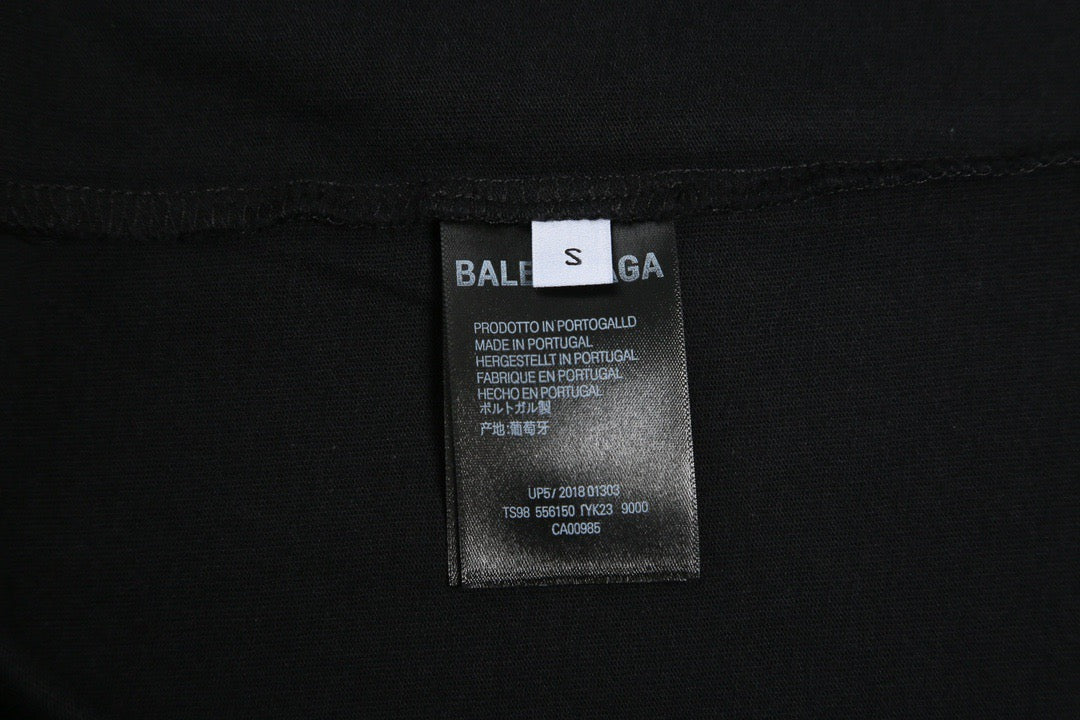 S
BALE AGA
PRODOTTO IN PORTOGALLD
MADE IN PORTUGAL
HERGESTELLT IN PORTUGAL
FABRIQUE EN PORTUGAL
HECHO EN PORTUGAL
ポルトガル製
产地:葡萄牙
UP5/ 2018 01303
TS98 556150 TYK23 9000
CA00985